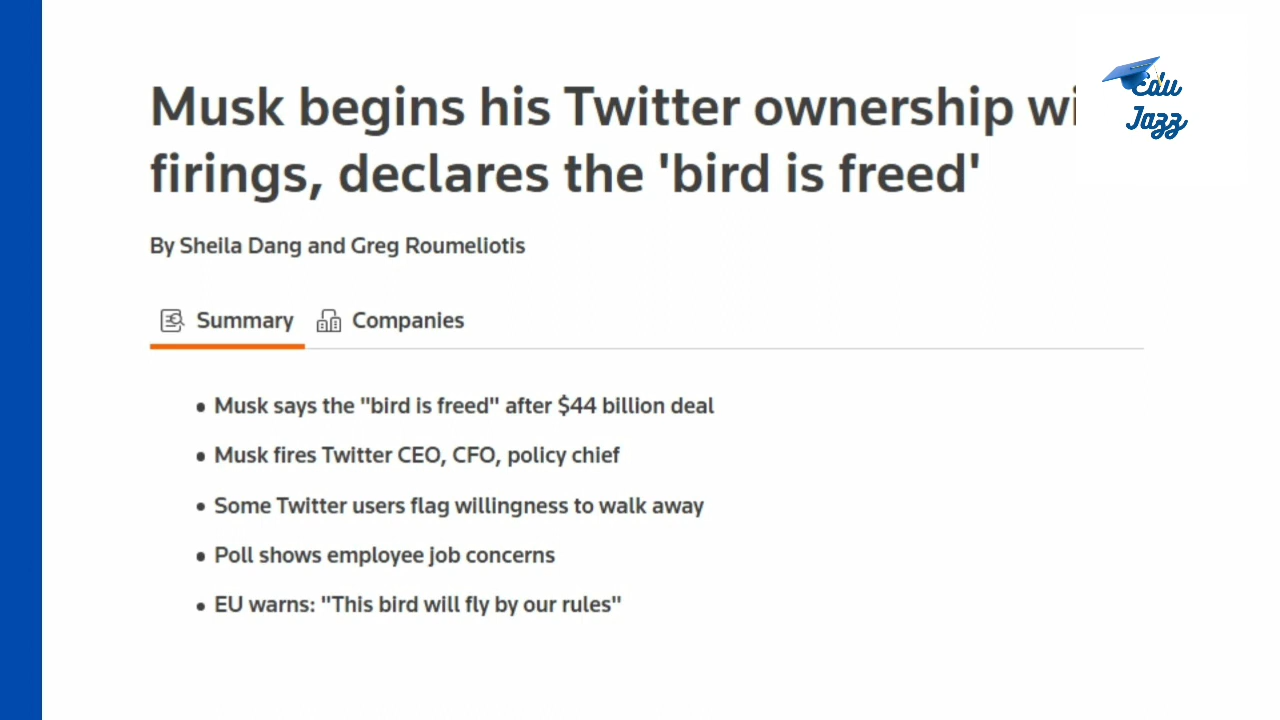 Musk begins his Twitter ownership wi
firings, declares the 'bird is freed'
Edu
Jazz
By Sheila Dang and Greg Roumeliotis
Summary
Companies
• Musk says the "bird is freed" after $44 billion deal
• Musk fires Twitter CEO, CFO, policy chief
• Some Twitter users flag willingness to walk away
• Poll shows employee job concerns
• EU warns: "This bird will fly by our rules"